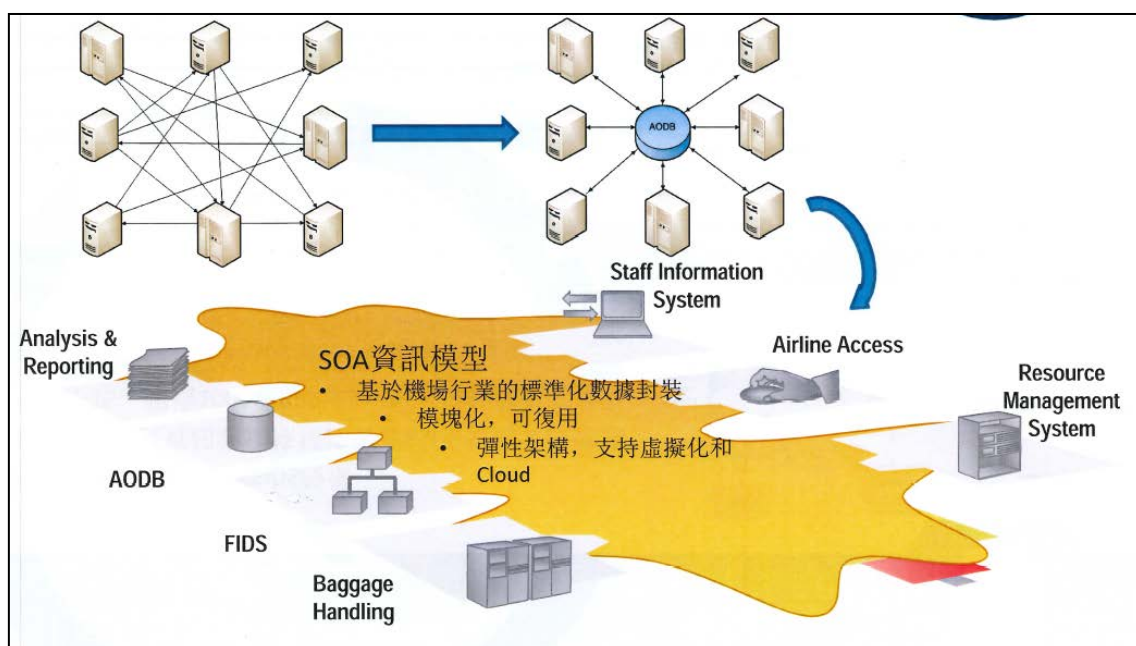 AODB
Staff Information
System
Analysis &
Reporting
SOA資訊模型
• 基於機場行業的標準化數據封裝
• 模塊化，可復用
• 彈性架構，支持虛擬化和
Cloud
Airline Access
Resource
Management
System
AODB
FIDS
Baggage
Handling